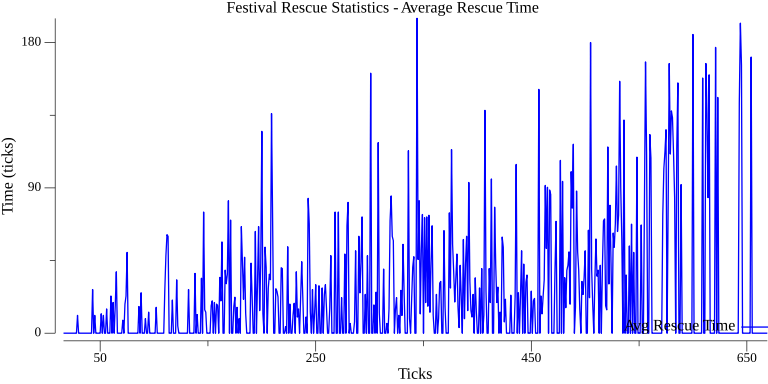 Festival Rescue Statistics - Average Rescue Time
Time (ticks)
180
90
0
Avg Rescue Time
50
250
450
650
Ticks